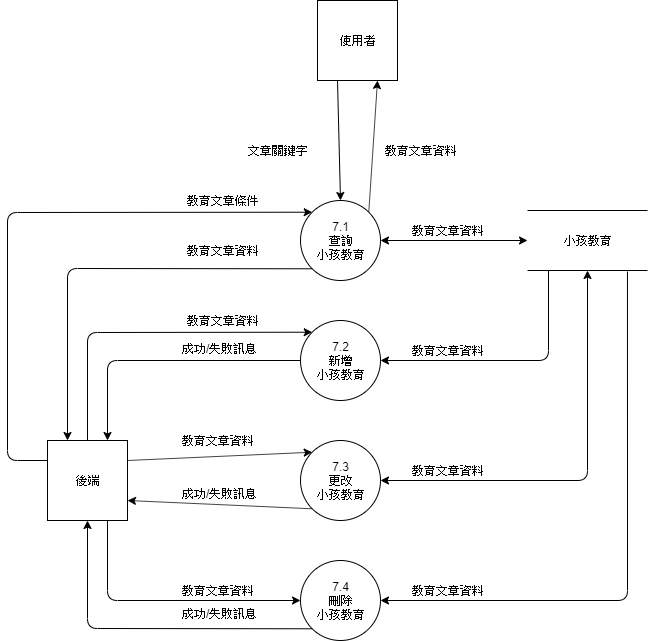 使用者
文章關鍵字
教育文章資料
教育文章條件
7.1
查詢
小孩教育
教育文章資料
小孩教育
教育文章資料
教育文章資料
7.2
新增
小孩教育
成功/失敗訊息
教育文章資料
後端
教育文章資料
7.3
更改
小孩教育
教育文章資料
成功/失敗訊息
7.4
刪除
小孩教育
教育文章資料
教育文章資料
成功/失敗訊息